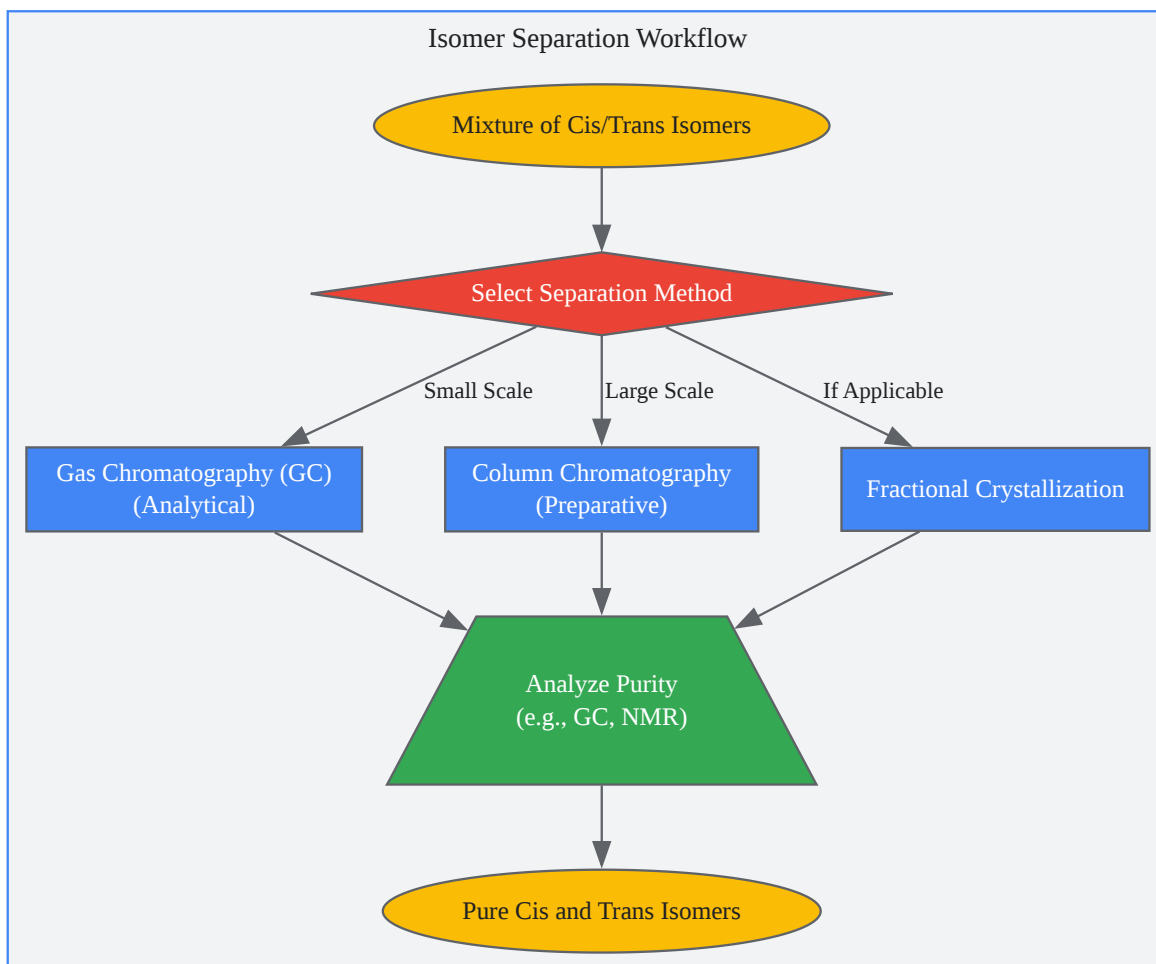 Isomer Separation Workflow
Mixture of Cis/Trans Isomers
Select Separation Method
Small Scale
Large Scale
If Applicable
Gas Chromatography (GC)
(Analytical)
Column Chromatography
(Preparative)
Fractional Crystallization
Analyze Purity
(e.g., GC, NMR)
Pure Cis and Trans Isomers